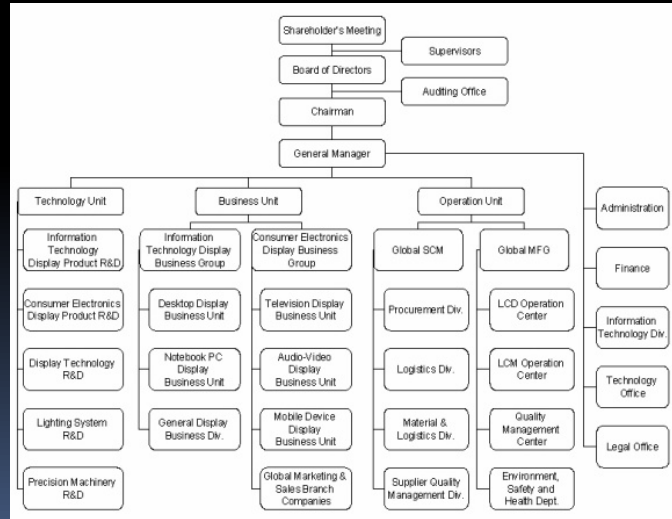 Shareholder's Meeting
Supervisors
Board of Directors
Auditing Office
Chairman
General Manager
Technology Unit
Business Unit
Operation Unit
Administration
Information
Technology
Display Product R&D
Information
Technology Display
Business Group
Consumer Electronics
Display Business
Group
Global SCM
Global MFG
Finance
Consumer Electronics
Display Product R&D
Desktop Display
Business Unit
Television Display
Business Unit
Procurement Div.
LCD Operation
Center
Information
Technology Div.
Display Technology
R&D
Notebook PC
Display
Business Unit
Audio-Video
Display
Business Unit
Logistics Div.
LCM Operation
Center
Technology
Office
Lighting System
R&D
General Display
Business Div.
Mobile Device
Display
Business Unit
Material &
Logistics Div.
Quality
Management
Center
Legal Office
Precision Machinery
R&D
Global Marketing &
Sales Branch
Companies
Supplier Quality
Management Div.
Environment,
Safety and
Health Dept.